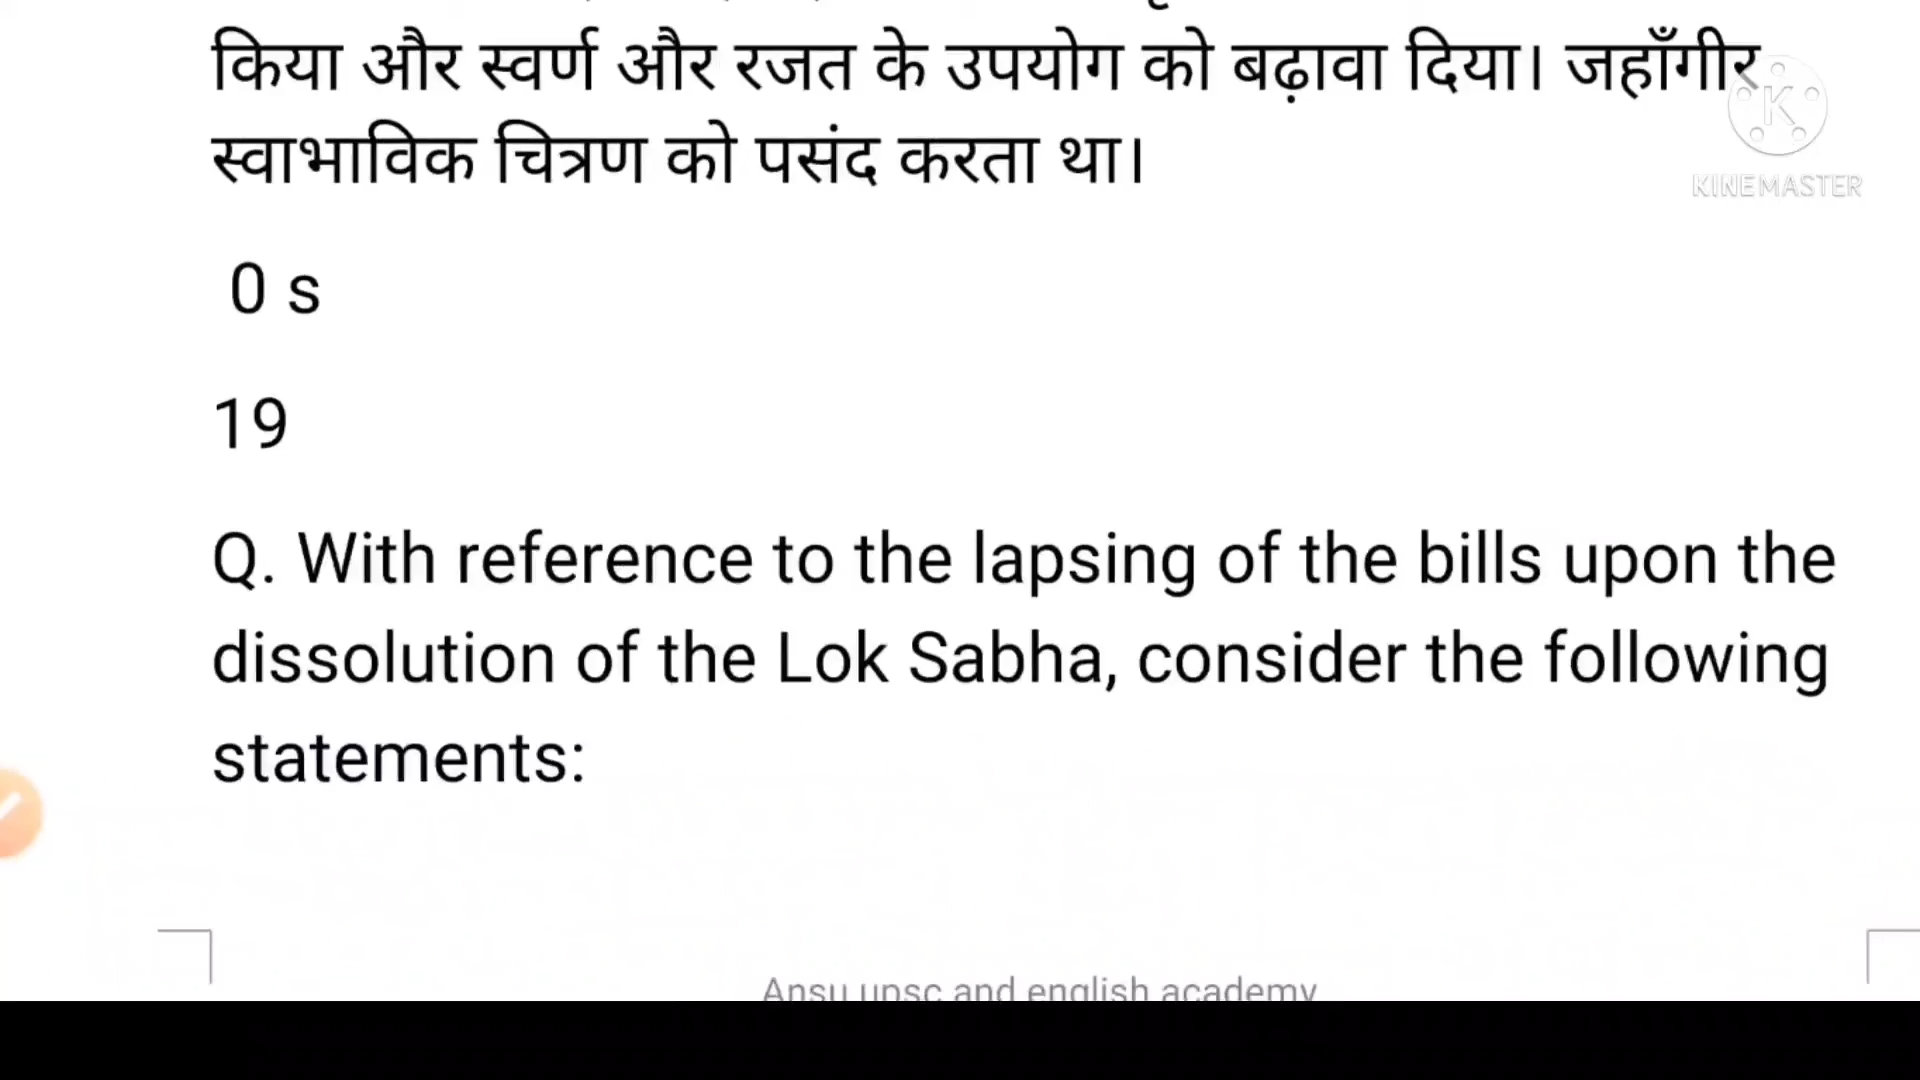 किया और स्वर्ण और रजत के उपयोग को बढ़ावा दिया। जहाँगीर
स्वाभाविक चित्रण को पसंद करता था।
K
KINEMASTER
0 s
19
Q. With reference to the lapsing of the bills upon the
dissolution of the Lok Sabha, consider the following
statements:
Ansu upsc and english academy